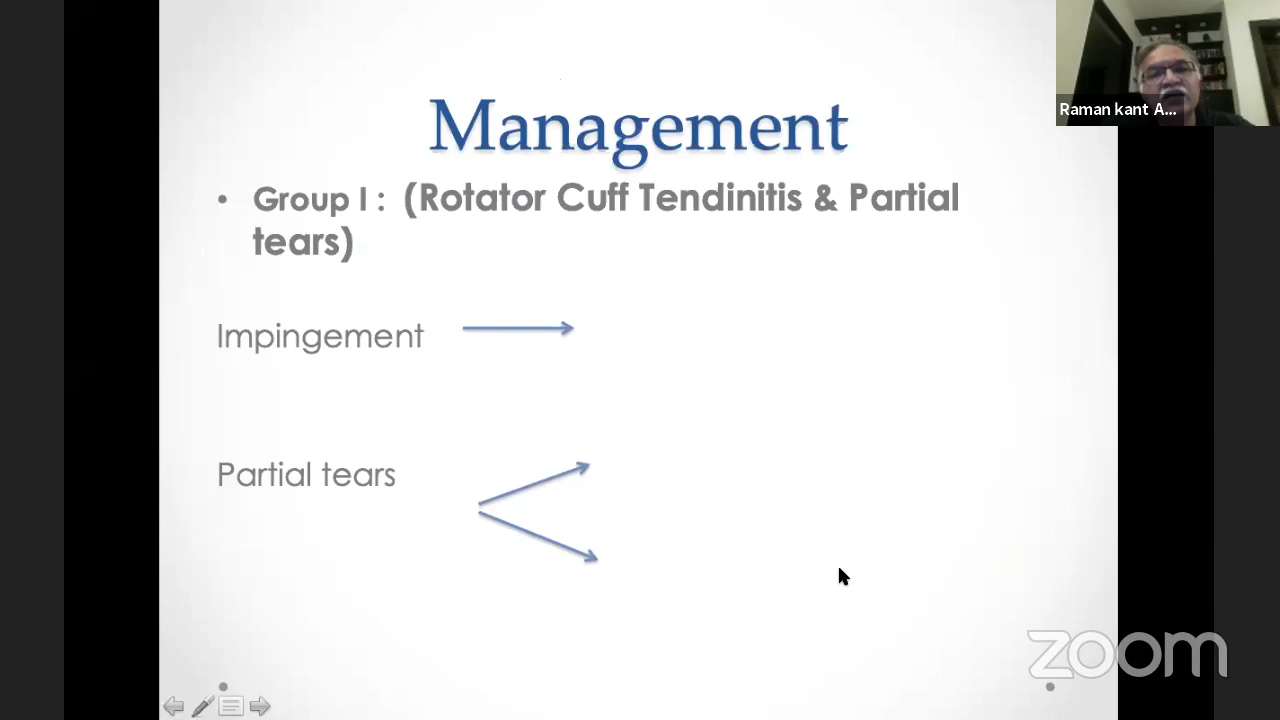 Raman kant A...
Management
• Group I : (Rotator Cuff Tendinitis & Partial
tears)
Impingement
Partial tears
zoom